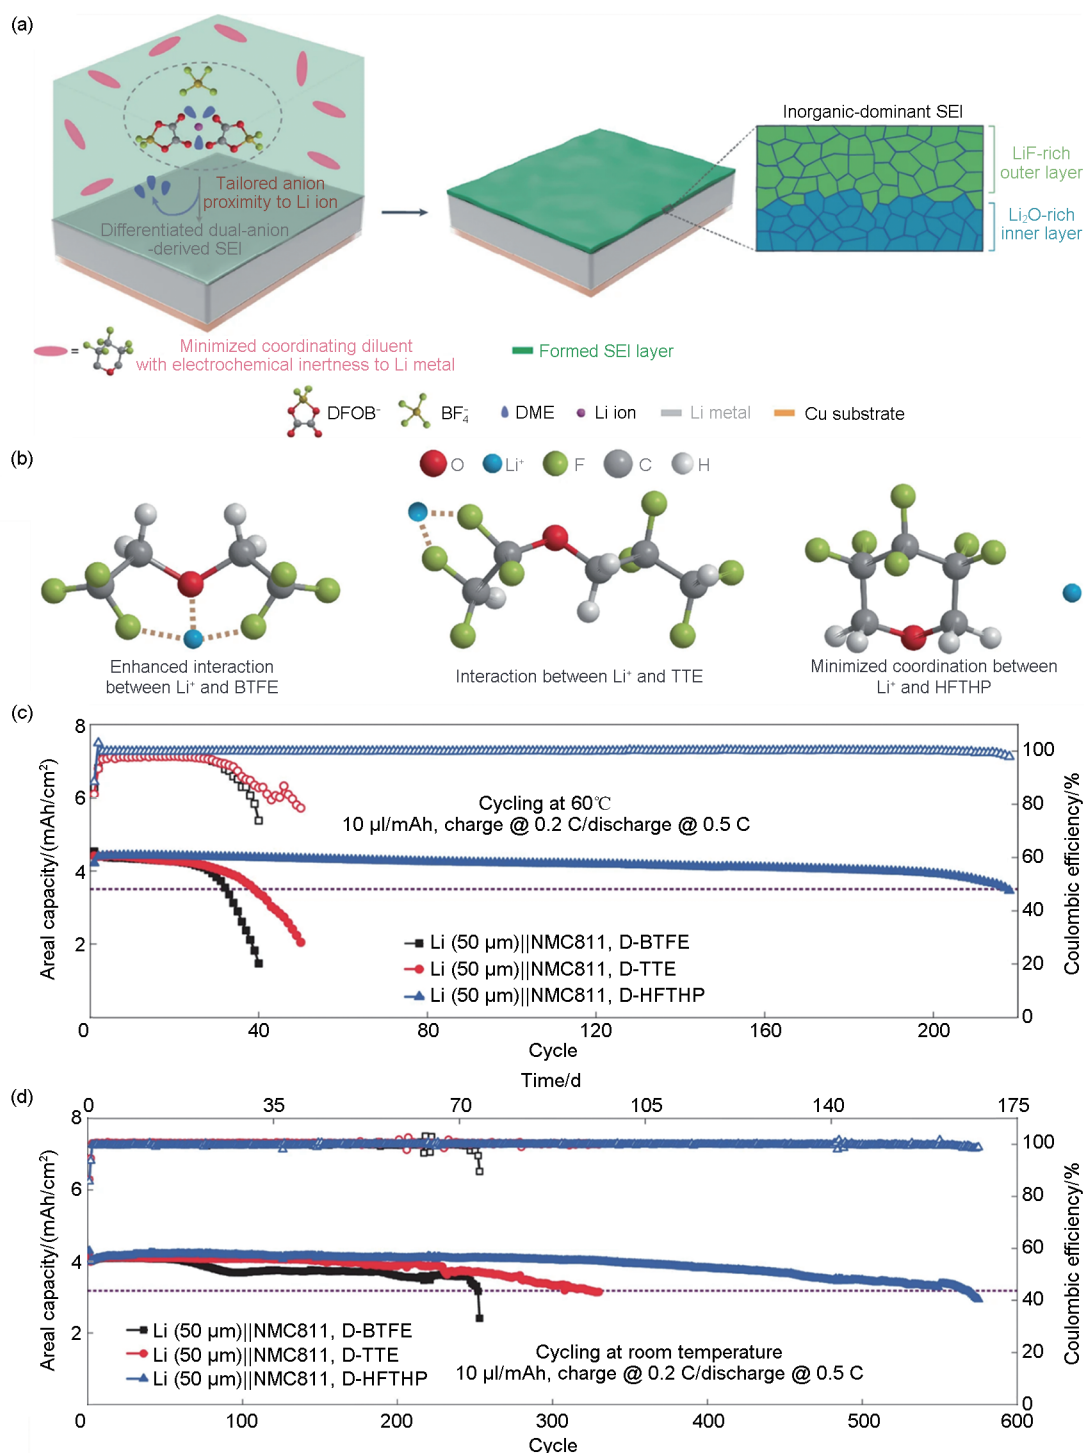 (a)
Inorganic-dominant SEI
LiF-rich
outer layer
Li₂O-rich
inner layer
Tailored anion
proximity to Li ion
Differentiated dual-anion
-derived SEI
=
Minimized coordinating diluent
with electrochemical inertness to Li metal
Formed SEI layer
DFOB⁻
BF₄⁻
DME
Li ion
Li metal
Cu substrate
(b)
O
Li⁺
F
C
H
Enhanced interaction
between Li⁺ and BTFE
Interaction between Li⁺ and TTE
Minimized coordination between
Li⁺ and HFTHP
(c)
8
6
4
2
0
Areal capacity/(mAh/cm²)
100
80
60
40
20
0
Coulombic efficiency/%
Cycling at 60℃
10 µl/mAh, charge @ 0.2 C/discharge @ 0.5 C
Li (50 µm)||NMC811, D-BTFE
Li (50 µm)||NMC811, D-TTE
Li (50 µm)||NMC811, D-HFTHP
40 80 120 160 200
Cycle
(d)
Time/d
0 35 70 105 140 175
8
6
4
2
0
Areal capacity/(mAh/cm²)
100
80
60
40
20
0
Coulombic efficiency/%
Li (50 µm)||NMC811, D-BTFE
Li (50 µm)||NMC811, D-TTE
Li (50 µm)||NMC811, D-HFTHP
Cycling at room temperature
10 µl/mAh, charge @ 0.2 C/discharge @ 0.5 C
100 200 300 400 500 600
Cycle